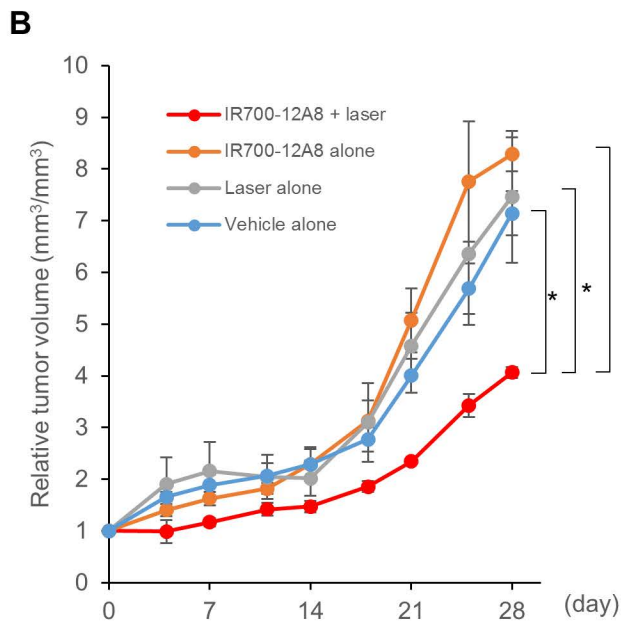 B
Relative tumor volume (mm³/mm³)
10
9
8
7
6
5
4
3
2
1
0
IR700-12A8 + laser
IR700-12A8 alone
Laser alone
Vehicle alone
*
*
0 7 14 21 28 (day)